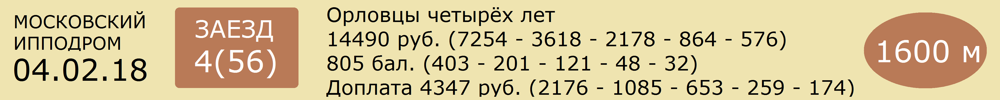 МОСКОВСКИЙ
ИППОДРОМ
04.02.18
ЗАЕЗД
4(56)
Орловцы четырёх лет
14490 руб. (7254 - 3618 - 2178 - 864 - 576)
805 бал. (403 - 201 - 121 - 48 - 32)
Доплата 4347 руб. (2176 - 1085 - 653 - 259 - 174)
1600 м